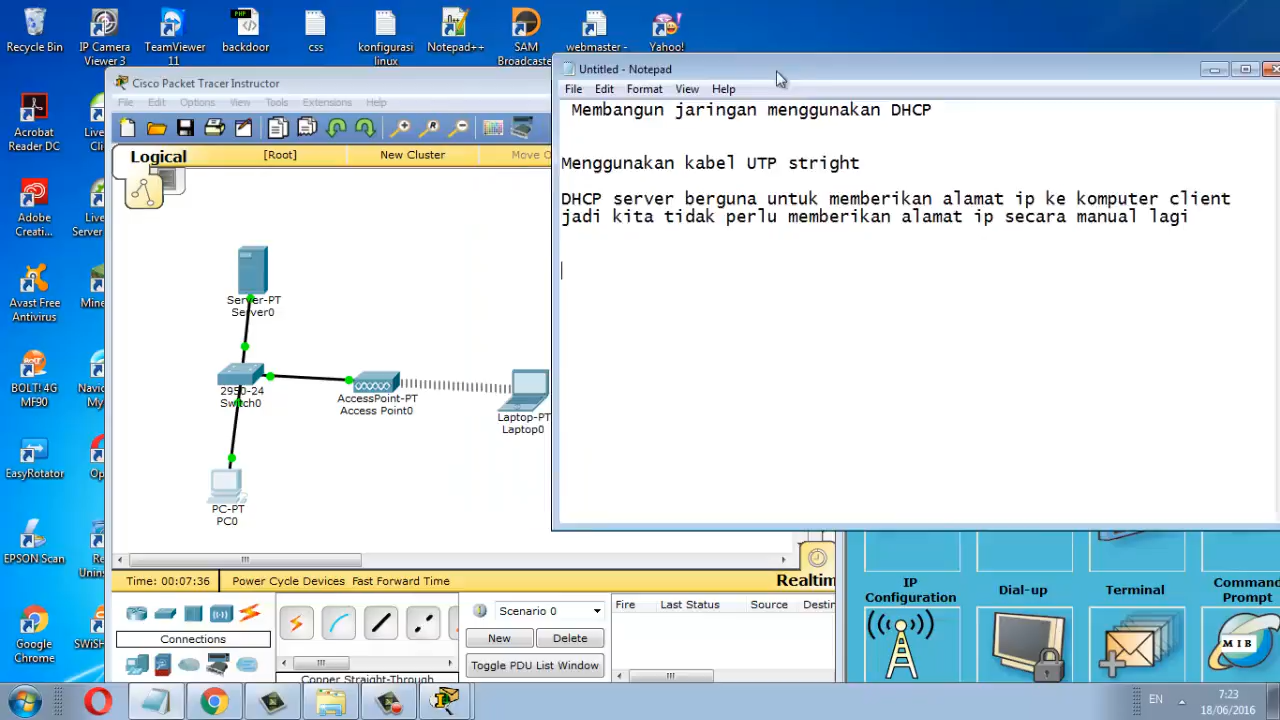 Recycle Bin
IP Camera
Viewer 3
TeamViewer
11
backdoor
css
konfigurasi
linux
Notepad++
SAM
Broadcaste
webmaster -
Yahoo!
Acrobat
Reader DC
Adobe
Creati...
Avast Free
Antivirus
BOLT! 4G
MF90
EasyRotator
EPSON Scan
Google
Chrome
Cisco Packet Tracer Instructor
File Edit Options View Tools Extensions Help
Logical [Root] New Cluster Move O
Server-PT
Server0
2950-24
Switch0
AccessPoint-PT
Access Point0
Laptop-PT
Laptop0
PC-PT
PC0
Untitled - Notepad
File Edit Format View Help
Membangun jaringan menggunakan DHCP
Menggunakan kabel UTP stright
DHCP server berguna untuk memberikan alamat ip ke komputer client
jadi kita tidak perlu memberikan alamat ip secara manual lagi
Time: 00:07:36 Power Cycle Devices Fast Forward Time
Realtim
Connections
Copper Straight-Through
Scenario 0
New Delete
Toggle PDU List Window
Fire Last Status Source Destin
IP
Configuration
Dial-up
Terminal
Command
Prompt
MIB
EN
7:23
18/06/2016